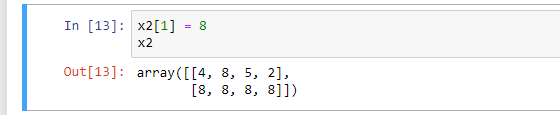 In [13]: x2[1] = 8
x2
Out[13]: array([[4, 8, 5, 2],
[8, 8, 8, 8]])